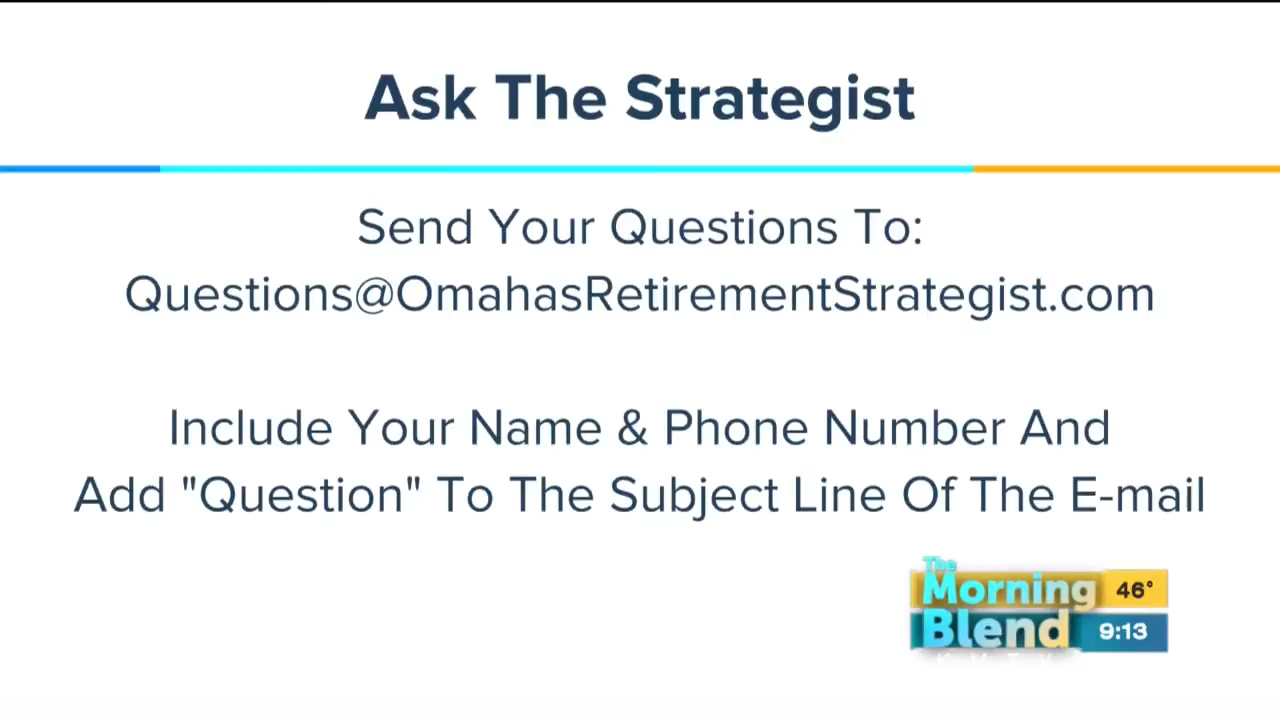 Ask The Strategist
Send Your Questions To:
Questions@OmahasRetirementStrategist.com
Include Your Name & Phone Number And
Add "Question" To The Subject Line Of The E-mail
The
Morning
46°
Blend
9:13